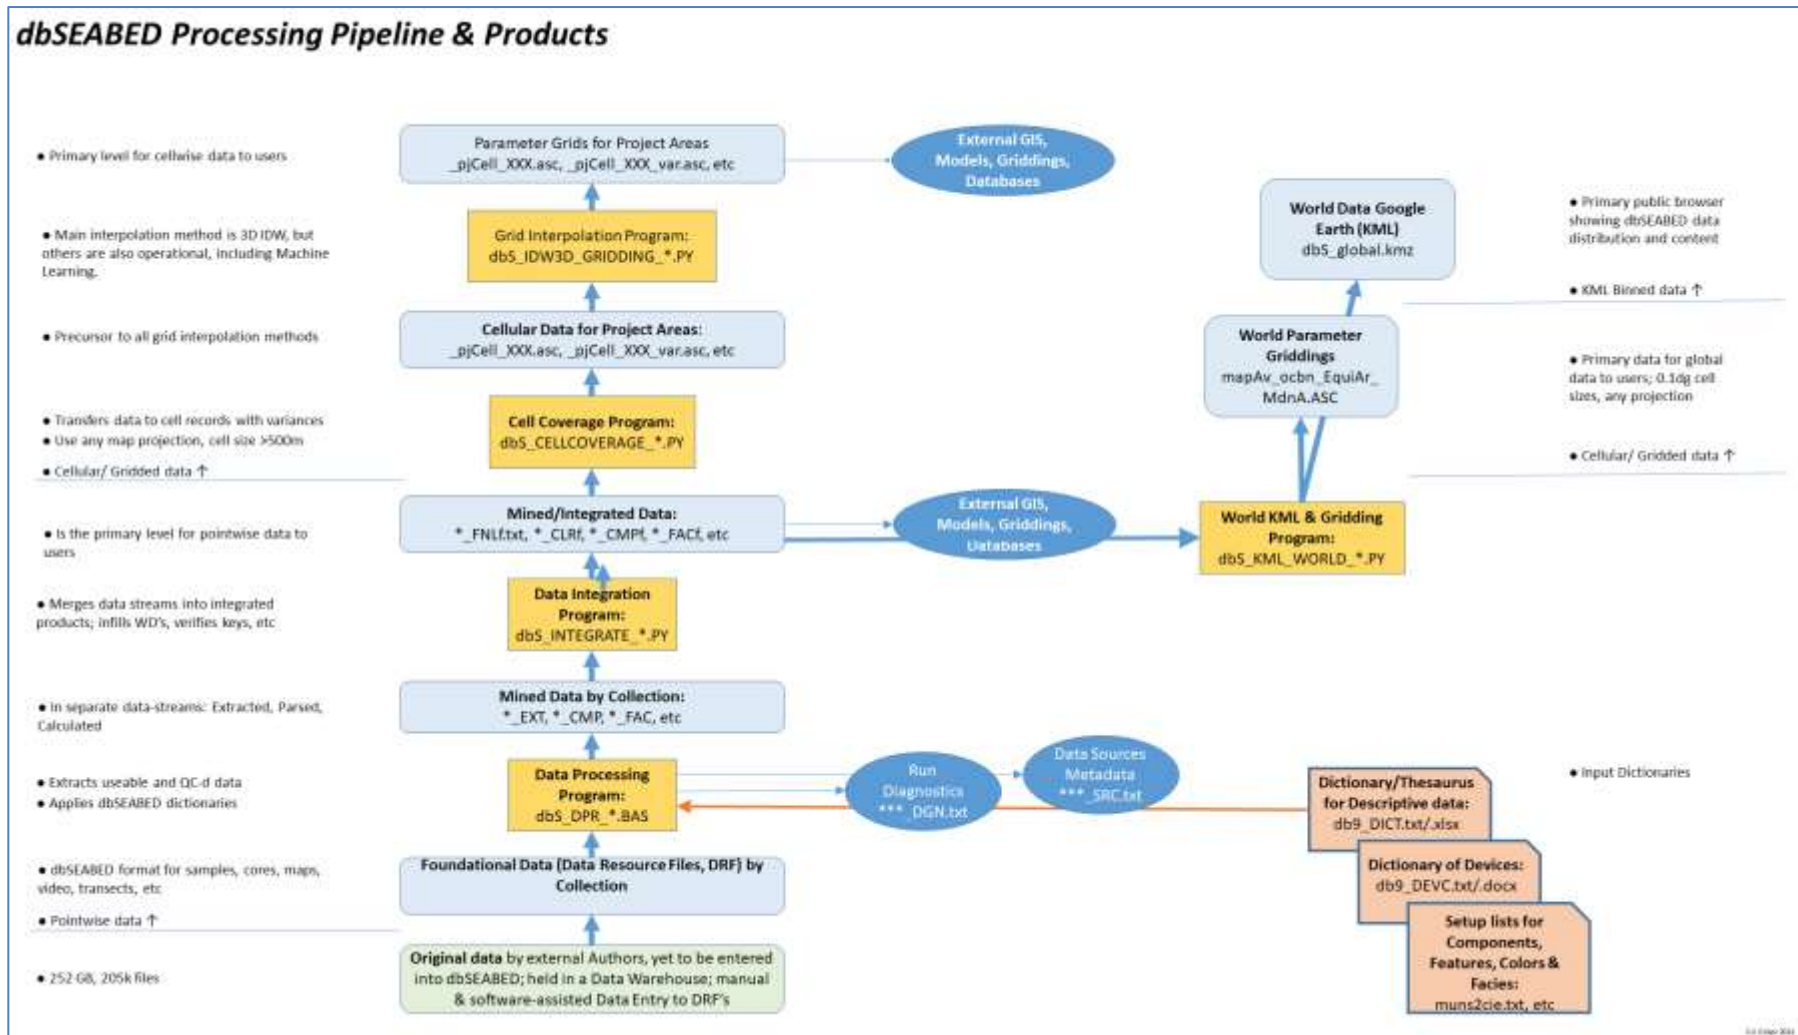 dbSEABED Processing Pipeline & Products
● Primary level for cellwise data to users
Parameter Grids for Project Areas
_pjCell_XXX.asc, _pjCell_XXX_var.asc, etc
External GIS,
Models, Griddings,
Databases
● Main interpolation method is 3D IDW, but
others are also operational, including Machine
Learning.
Grid Interpolation Program:
dbS_IDW3D_GRIDDING_*.PY
World Data Google
Earth (KML)
dbS_global.kmz
● Primary public browser
showing dbSEABED data
distribution and content
● KML Binned data ↑
● Precursor to all grid interpolation methods
Cellular Data for Project Areas:
_pjCell_XXX.asc, _pjCell_XXX_var.asc, etc
World Parameter
Griddings
mapAv_ocbn_EquiAr_
MdnA.ASC
● Primary data for global
data to users; 0.1dg cell
sizes, any projection
● Transfers data to cell records with variances
● Use any map projection, cell size >500m
● Cellular/ Gridded data ↑
Cell Coverage Program:
dbS_CELLCOVERAGE_*.PY
● Cellular/ Gridded data ↑
● Is the primary level for pointwise data to
users
Mined/Integrated Data:
*_FNLf.txt, *_CLRf, *_CMPf, *_FACf, etc
External GIS,
Models, Griddings,
Databases
World KML & Gridding
Program:
dbS_KML_WORLD_*.PY
● Merges data streams into integrated
products; infills WD's, verifies keys, etc
Data Integration
Program:
dbS_INTEGRATE_*.PY
● In separate data-streams: Extracted, Parsed,
Calculated
Mined Data by Collection:
*_EXT, *_CMP, *_FAC, etc
● Extracts useable and QC-d data
● Applies dbSEABED dictionaries
Data Processing
Program:
dbS_DPR_*.BAS
Run
Diagnostics
***_DGN.txt
Data Sources
Metadata
***_SRC.txt
Dictionary/Thesaurus
for Descriptive data:
db9_DICT.txt/.xlsx
● Input Dictionaries
● dbSEABED format for samples, cores, maps,
video, transects, etc
● Pointwise data ↑
Foundational Data (Data Resource Files, DRF) by
Collection
Dictionary of Devices:
db9_DEVC.txt/.docx
● 252 GB, 205k files
Original data by external Authors, yet to be entered
into dbSEABED; held in a Data Warehouse; manual
& software-assisted Data Entry to DRF's
Setup lists for
Components,
Features, Colors &
Facies:
muns2cie.txt, etc